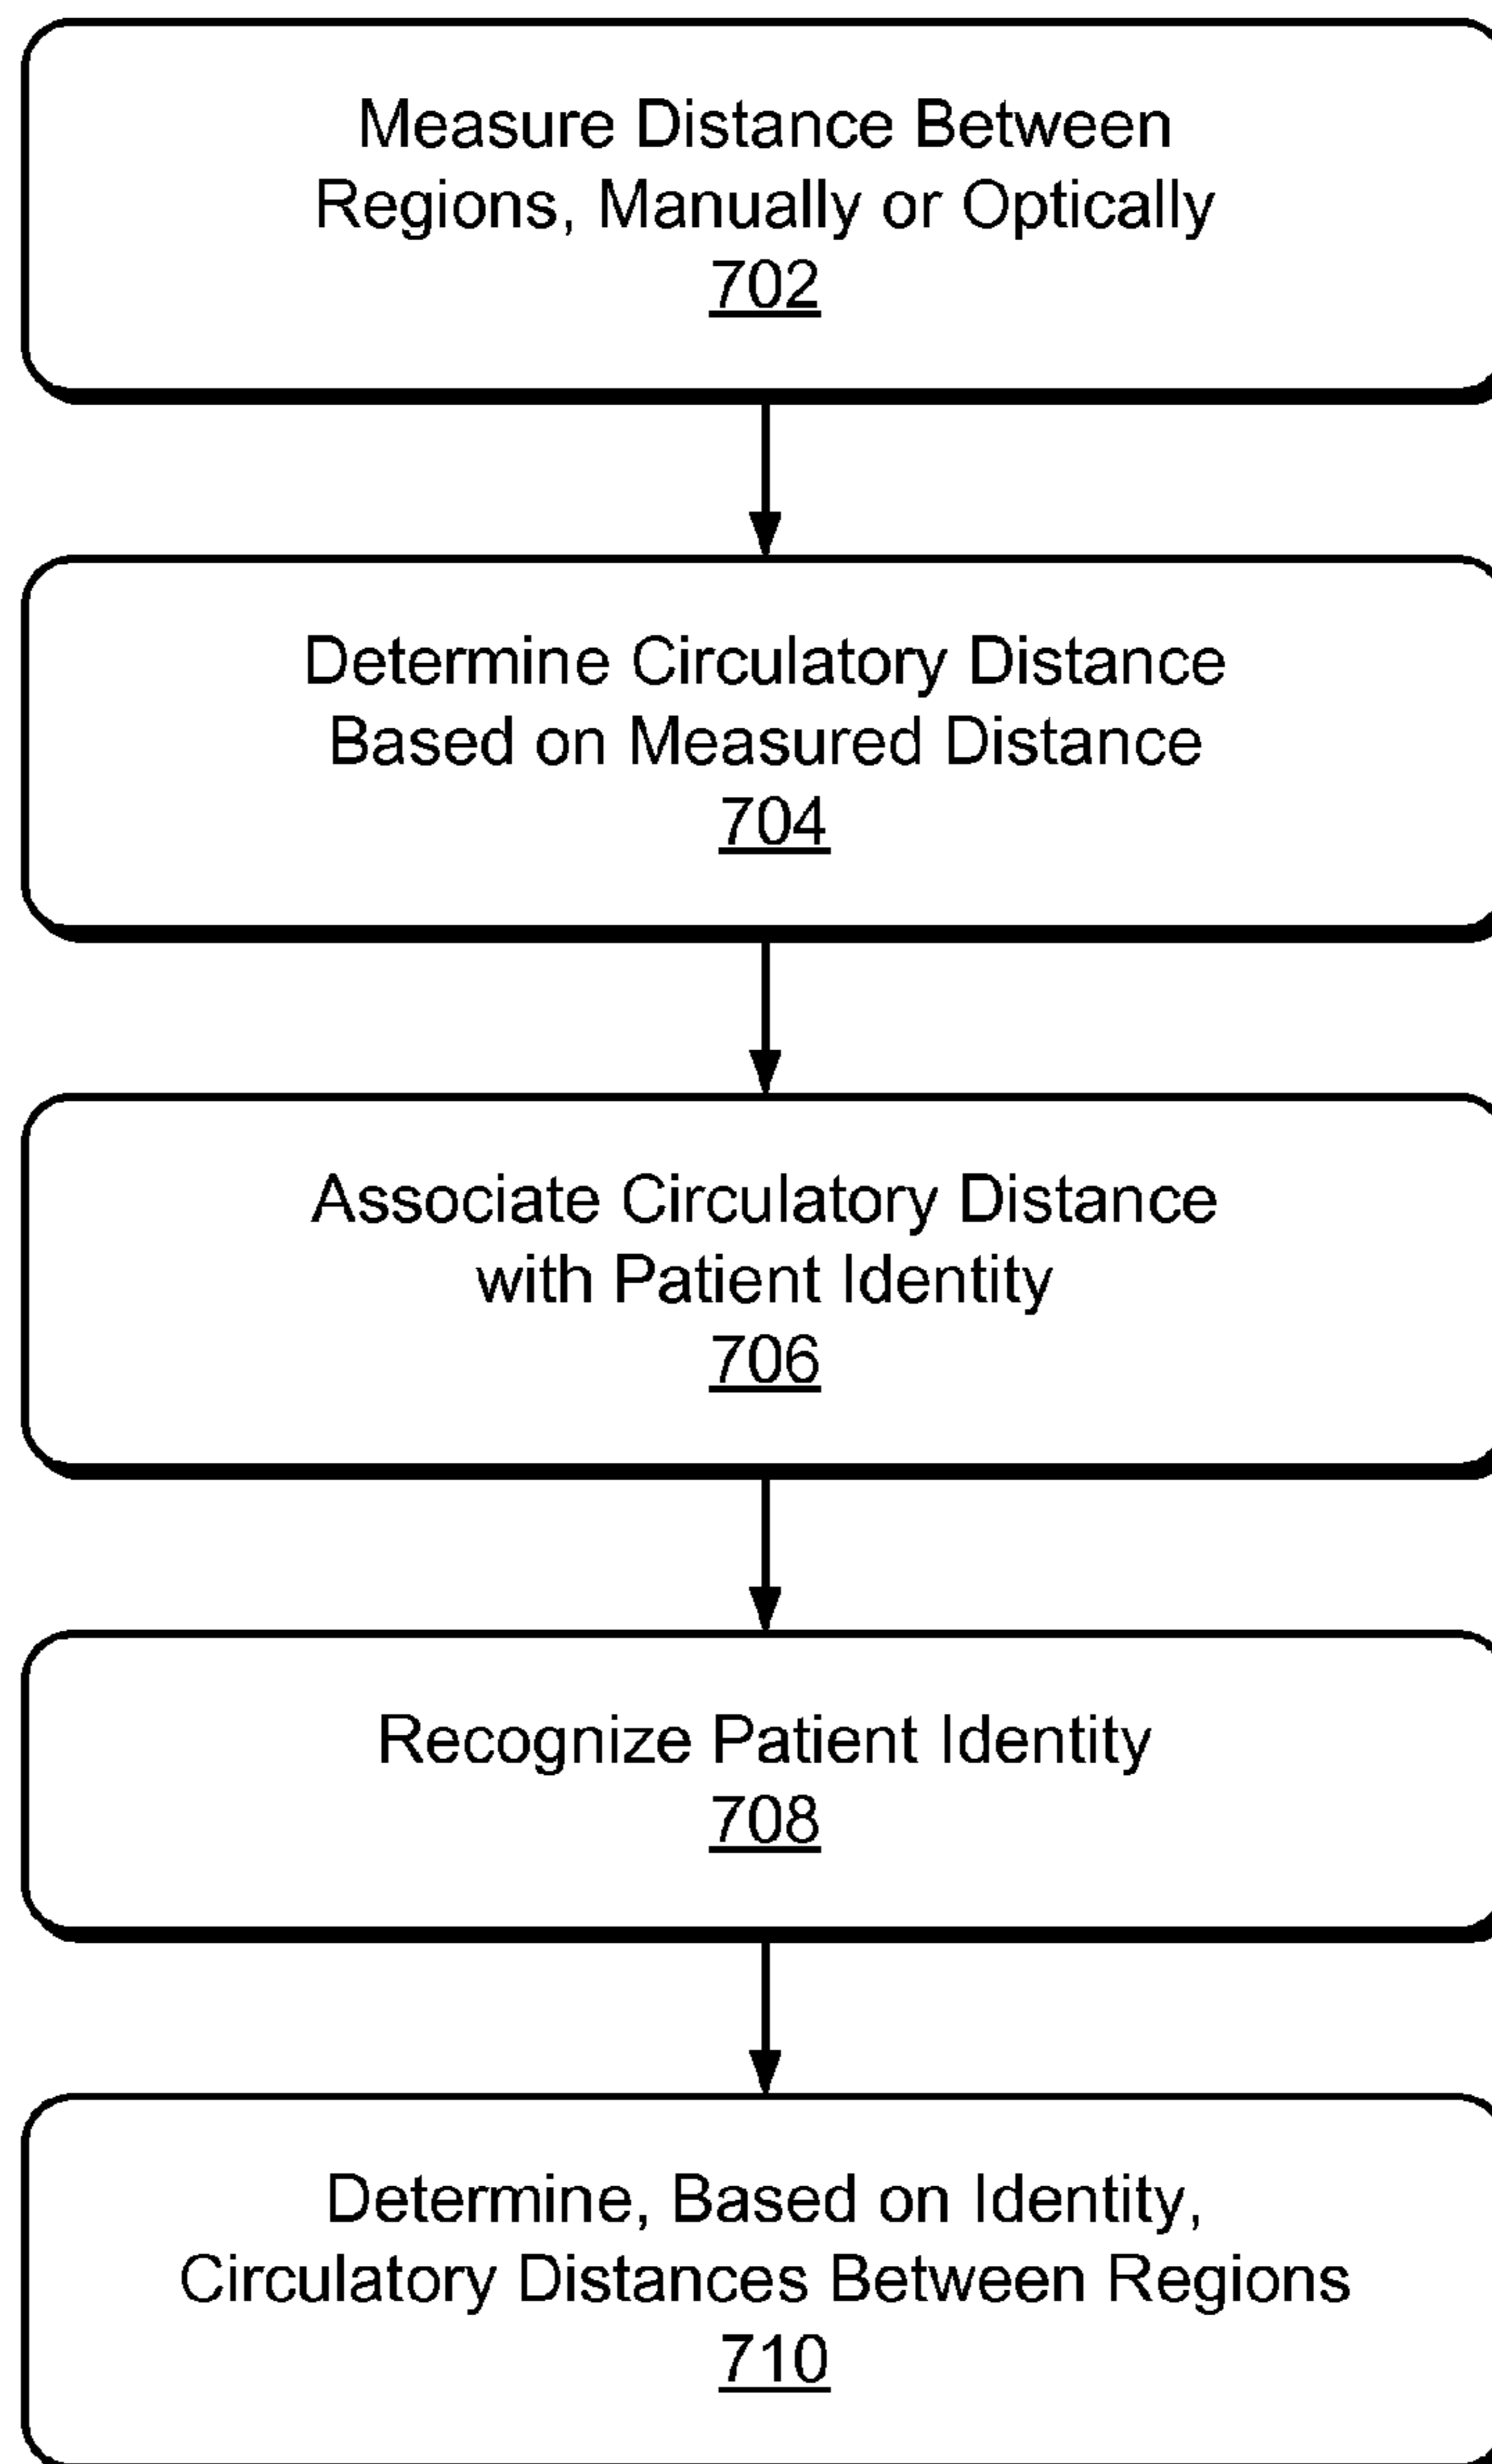 Measure Distance Between
Regions, Manually or Optically
702
Determine Circulatory Distance
Based on Measured Distance
704
Associate Circulatory Distance
with Patient Identity
706
Recognize Patient Identity
708
Determine, Based on Identity,
Circulatory Distances Between Regions
710